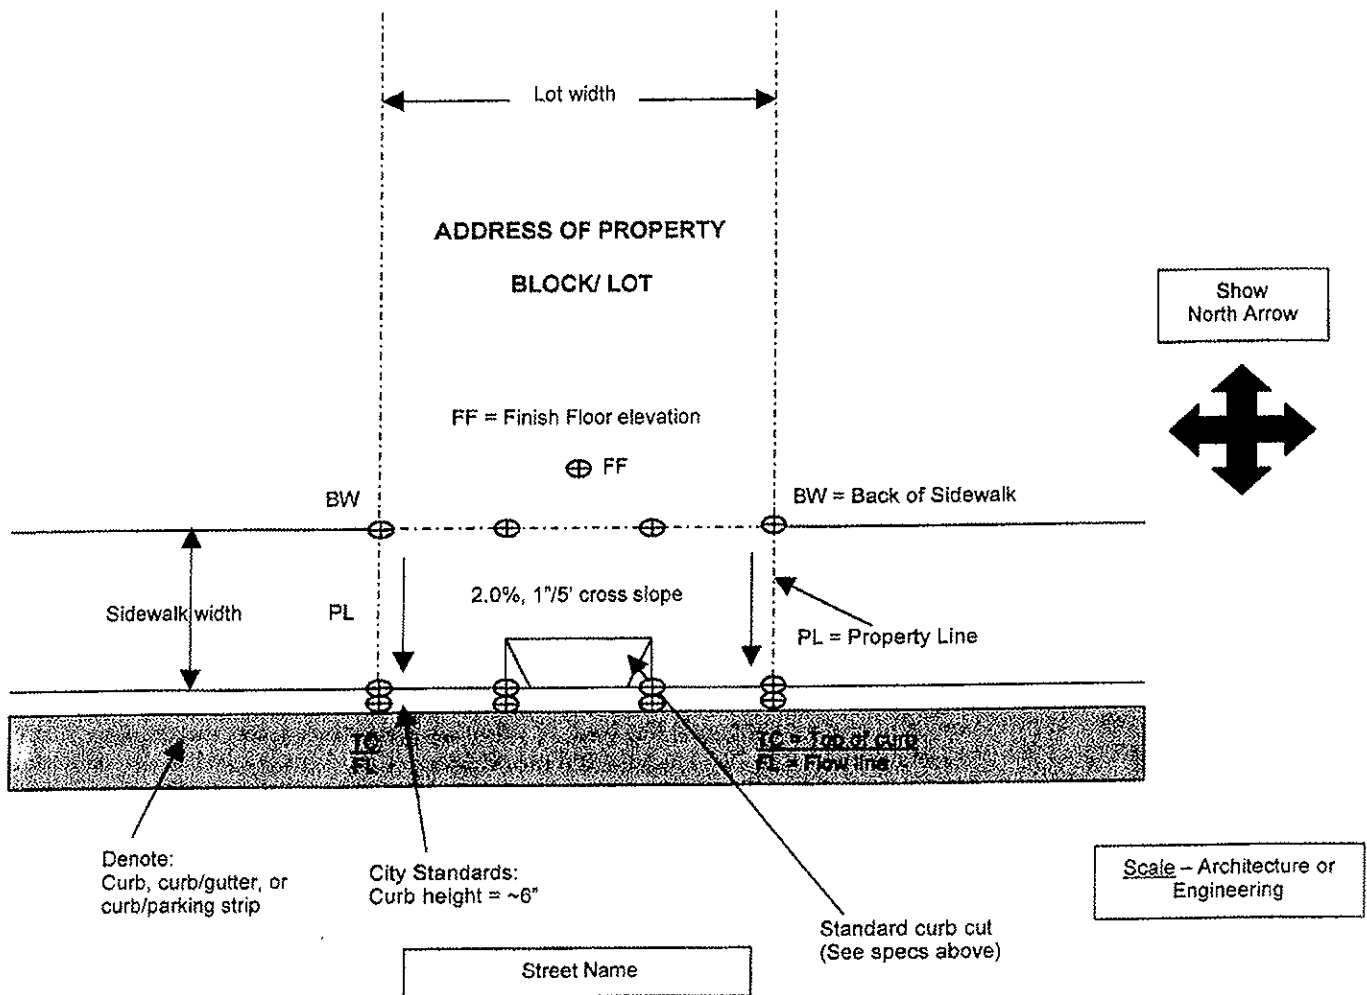 Lot width
ADDRESS OF PROPERTY
BLOCK/ LOT
Show
North Arrow
FF = Finish Floor elevation
FF
BW
BW = Back of Sidewalk
2.0%, 1"/5' cross slope
Sidewalk width
PL
PL = Property Line
TC
FL
TC = Top of curb
FL = Flow line
Denote:
Curb, curb/gutter, or
curb/parking strip
City Standards:
Curb height = ~6"
Scale – Architecture or
Engineering
Standard curb cut
(See specs above)
Street Name